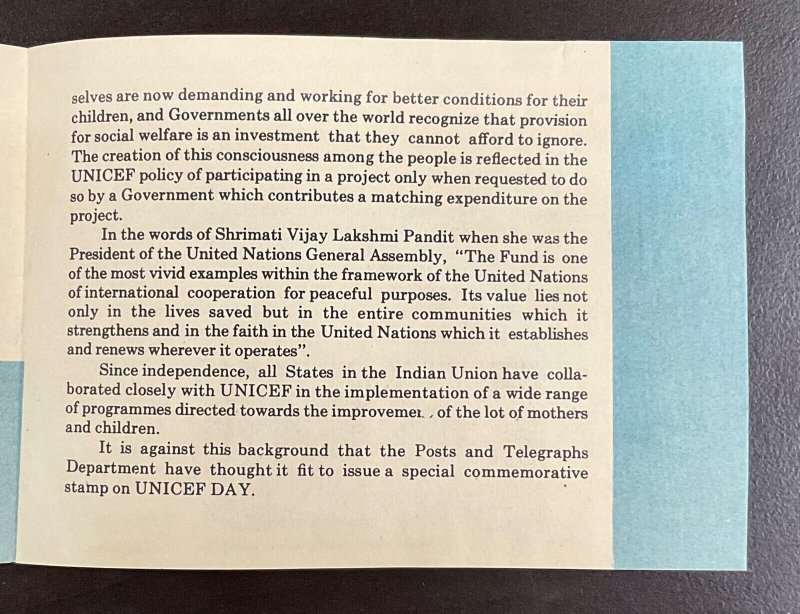 selves are now demanding and working for better conditions for their
children, and Governments all over the world recognize that provision
for social welfare is an investment that they cannot afford to ignore.
The creation of this consciousness among the people is reflected in the
UNICEF policy of participating in a project only when requested to do
so by a Government which contributes a matching expenditure on the
project.
In the words of Shrimati Vijay Lakshmi Pandit when she was the
President of the United Nations General Assembly, "The Fund is one
of the most vivid examples within the framework of the United Nations
of international cooperation for peaceful purposes. Its value lies not
only in the lives saved but in the entire communities which it
strengthens and in the faith in the United Nations which it establishes
and renews wherever it operates".
Since independence, all States in the Indian Union have colla-
borated closely with UNICEF in the implementation of a wide range
of programmes directed towards the improvemen of the lot of mothers
and children.
It is against this background that the Posts and Telegraphs
Department have thought it fit to issue a special commemorative
stamp on UNICEF DAY.